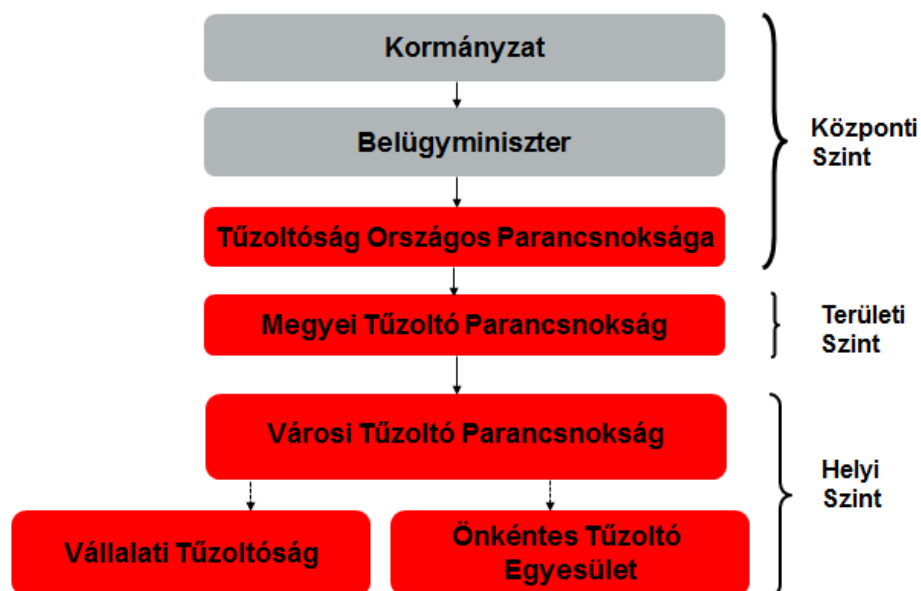 Kormányzat
Belügyminiszter
Központi
Szint
Tűzoltóság Országos Parancsnoksága
Megyei Tűzoltó Parancsnokság
Területi
Szint
Városi Tűzoltó Parancsnokság
Helyi
Szint
Vállalati Tűzoltóság
Önkéntes Tűzoltó
Egyesület